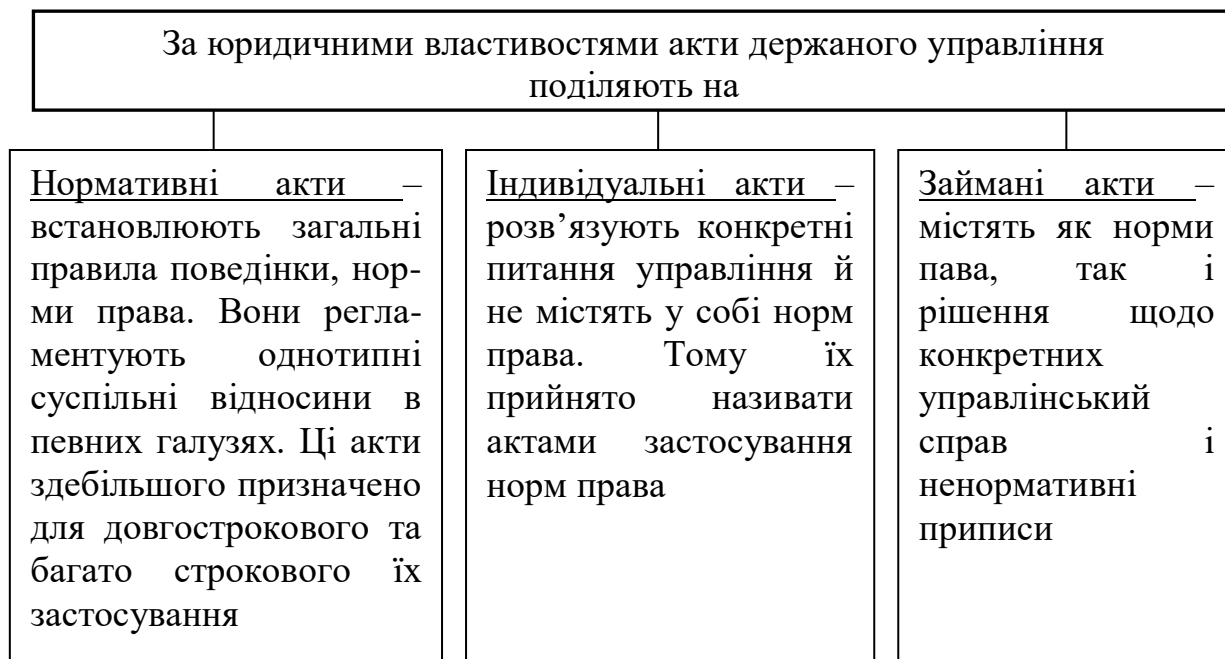 За юридичними властивостями акти держаного управління
поділяють на
Нормативні акти –
встановлюють загальні
правила поведінки, нор-
ми права. Вони регла-
ментують однотипні
суспільні відносини в
певних галузях. Ці акти
здебільшого призначено
для довгострокового та
багато строкового їх
застосування
Індивідуальні акти –
розв’язують конкретні
питання управління й
не містять у собі норм
права. Тому їх
прийнято називати
актами застосування
норм права
Займані акти –
містять як норми
пава, так і
рішення щодо
конкретних
управлінський
справ і
ненормативні
приписи